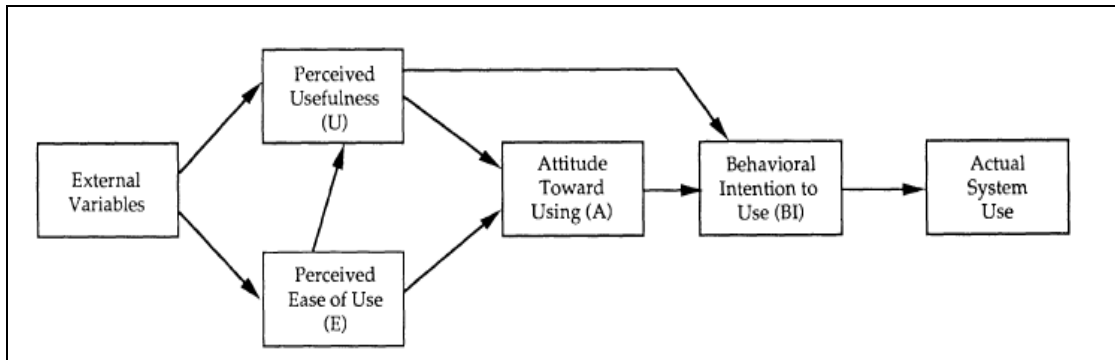 External
Variables
Perceived
Usefulness
(U)
Perceived
Ease of Use
(E)
Attitude
Toward
Using (A)
Behavioral
Intention to
Use (BI)
Actual
System
Use